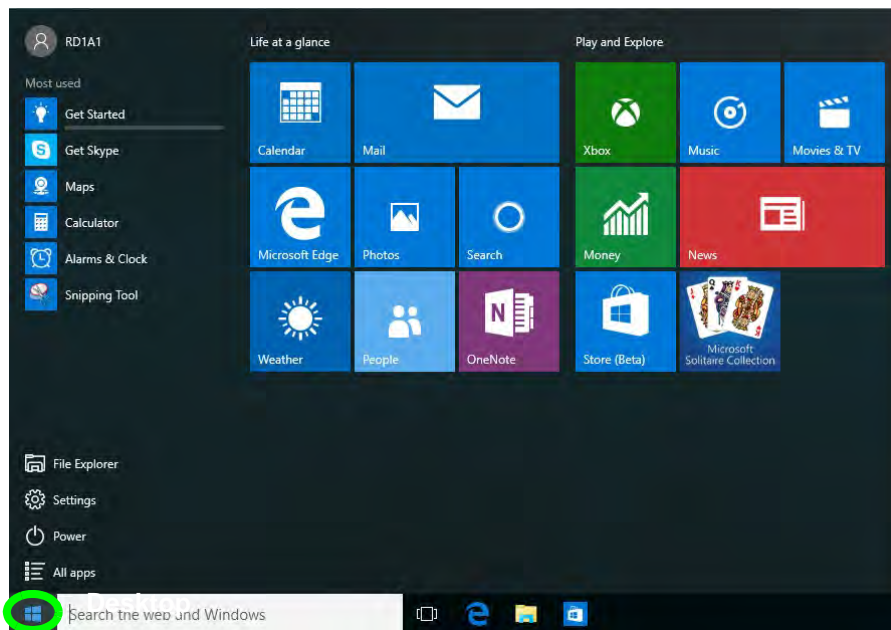 RD1A1
Most used
Get Started
Get Skype
Maps
Calculator
Alarms & Clock
Snipping Tool
File Explorer
Settings
Power
All apps
Life at a glance
Calendar
Mail
Microsoft Edge
Photos
Search
Weather
People
N
OneNote
Play and Explore
Xbox
Music
Movies & TV
Money
News
Store (Beta)
Microsoft
Solitaire Collection
Desktop
Search the web and Windows